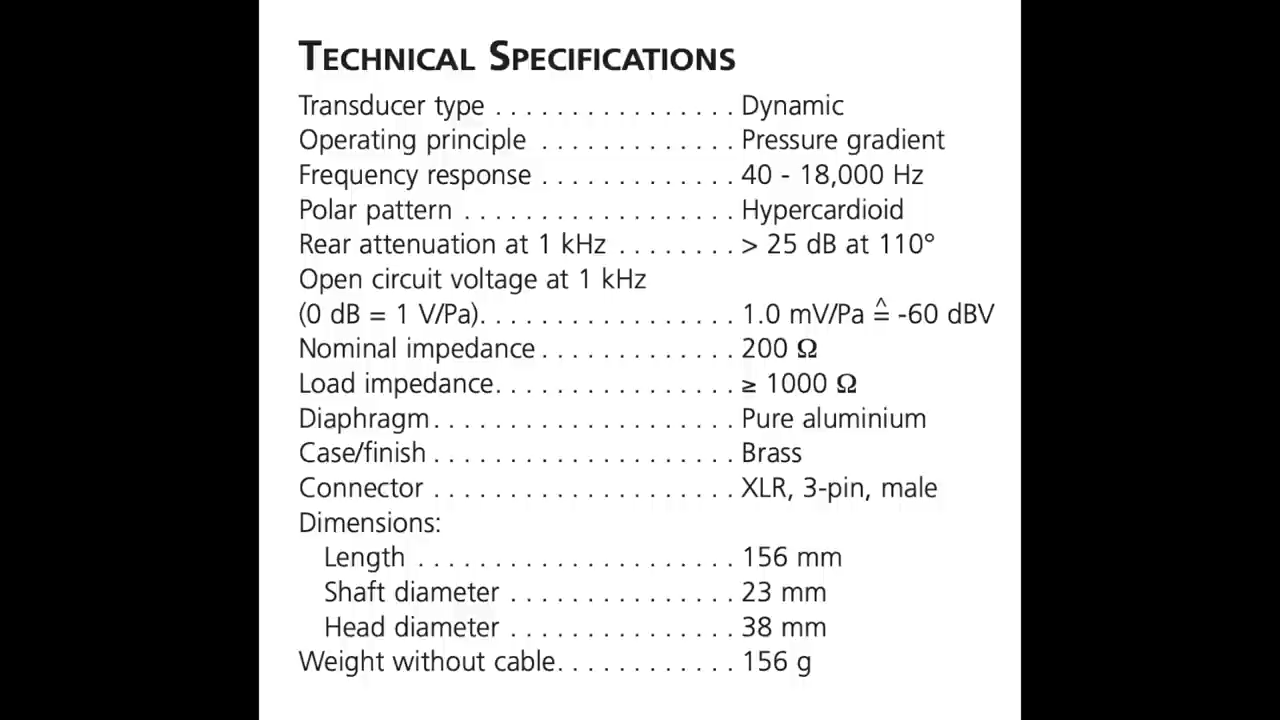 TECHNICAL SPECIFICATIONS
Transducer type . . . . . . . . . . . . . . . . Dynamic
Operating principle . . . . . . . . . . . . . Pressure gradient
Frequency response . . . . . . . . . . . . . 40 - 18,000 Hz
Polar pattern . . . . . . . . . . . . . . . . . . Hypercardioid
Rear attenuation at 1 kHz . . . . . . . . > 25 dB at 110°
Open circuit voltage at 1 kHz
(0 dB = 1 V/Pa). . . . . . . . . . . . . . . . . 1.0 mV/Pa ≙ -60 dBV
Nominal impedance . . . . . . . . . . . . . 200 Ω
Load impedance. . . . . . . . . . . . . . . . ≥ 1000 Ω
Diaphragm . . . . . . . . . . . . . . . . . . . . Pure aluminium
Case/finish . . . . . . . . . . . . . . . . . . . . Brass
Connector . . . . . . . . . . . . . . . . . . . . XLR, 3-pin, male
Dimensions:
Length . . . . . . . . . . . . . . . . . . . . . 156 mm
Shaft diameter . . . . . . . . . . . . . . . 23 mm
Head diameter . . . . . . . . . . . . . . . 38 mm
Weight without cable. . . . . . . . . . . . 156 g